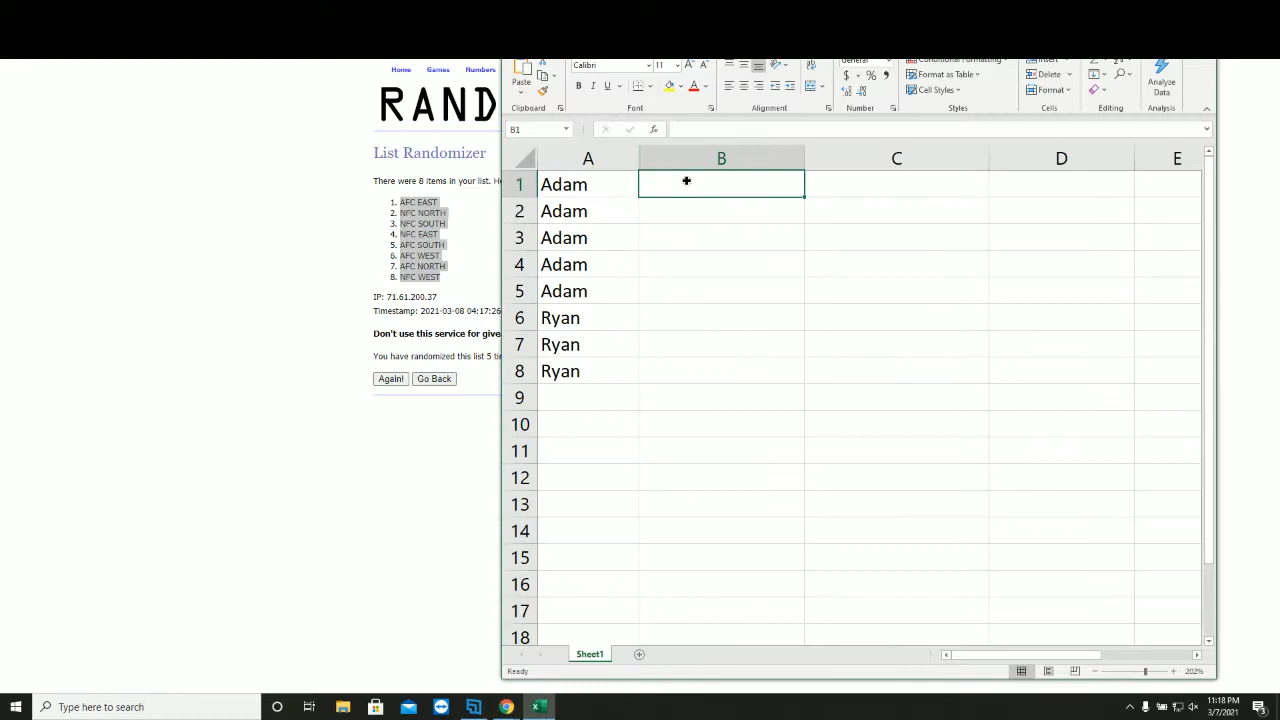 Home Games Numbers
RAND
List Randomizer
There were 8 items in your list. He
1. AFC EAST
2. NFC NORTH
3. NFC SOUTH
4. NFC EAST
5. AFC SOUTH
6. AFC WEST
7. AFC NORTH
8. NFC WEST
IP: 71.61.200.37
Timestamp: 2021-03-08 04:17:26
Don't use this service for give
You have randomized this list 5 ti
Again! Go Back
Paste
Calibri 11
B I U
General
$ % ,
Conditional Formatting
Format as Table
Cell Styles
Insert
Delete
Format
Analyze
Data
Clipboard Font Alignment Number Styles Cells Editing Analysis
B1 fx
A B C D E
1 Adam
2 Adam
3 Adam
4 Adam
5 Adam
6 Ryan
7 Ryan
8 Ryan
9
10
11
12
13
14
15
16
17
18
Sheet1
Ready 202%
Type here to search
11:18 PM
3/7/2021
3